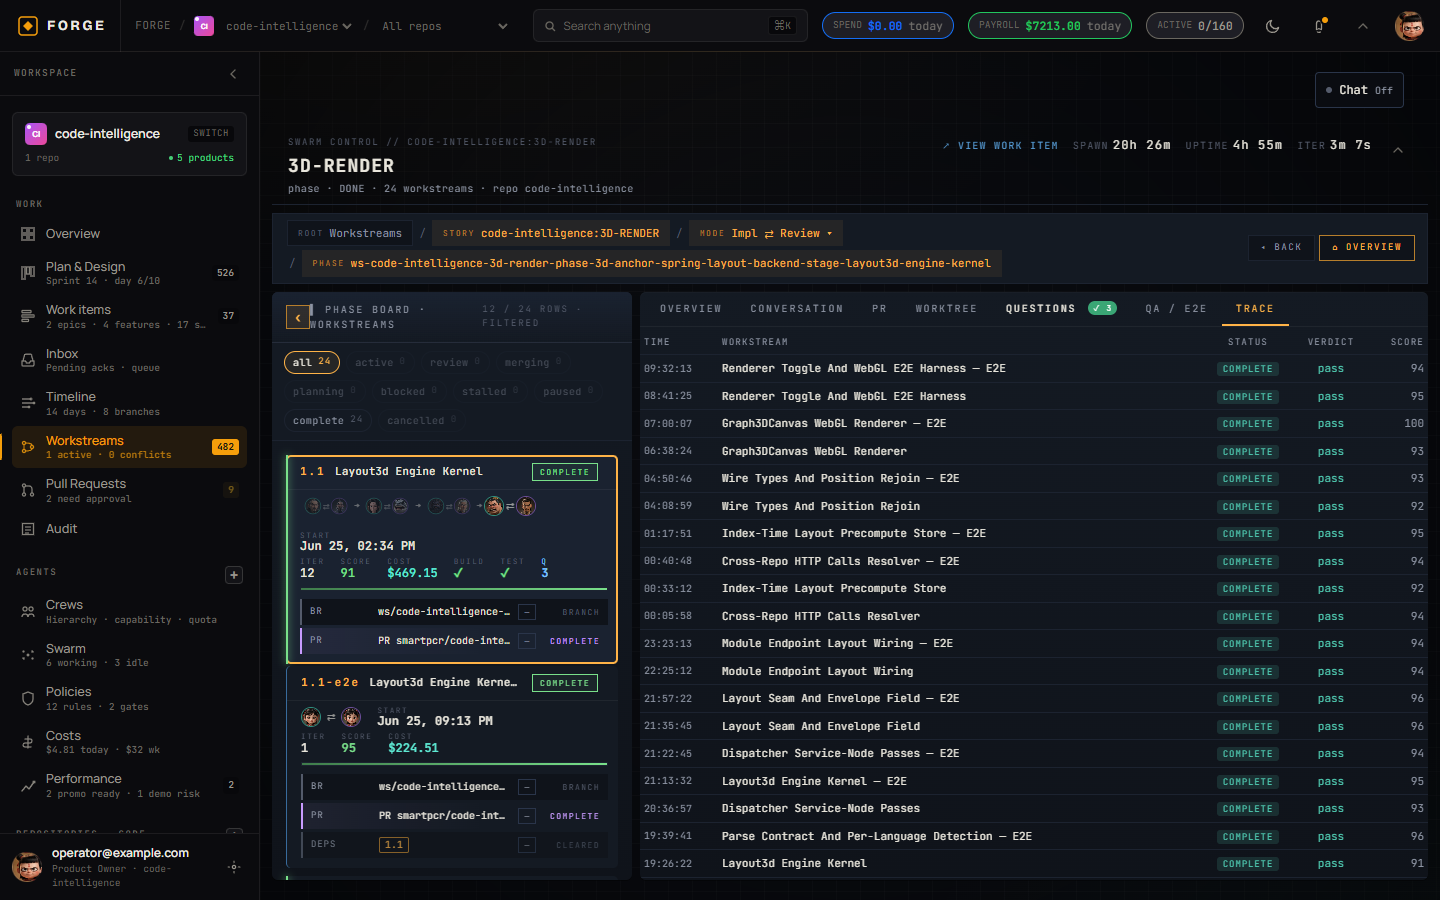 FORGE
FORGE / CI code-intelligence / All repos
Search anything ⌘K
SPEND $0.00 today
PAYROLL $7213.00 today
ACTIVE 0/160
WORKSPACE
CI code-intelligence SWITCH
1 repo • 5 products
WORK
Overview
Plan & Design 526
Sprint 14 · day 6/10
Work items 37
2 epics · 4 features · 17 s…
Inbox
Pending acks · queue
Timeline
14 days · 8 branches
Workstreams 482
1 active · 0 conflicts
Pull Requests 9
2 need approval
Audit
AGENTS +
Crews
Hierarchy · capability · quota
Swarm
6 working · 3 idle
Policies
12 rules · 2 gates
Costs
$4.81 today · $32 wk
Performance 2
2 promo ready · 1 demo risk
operator@example.com
Product Owner · code-
intelligence
Chat Off
SWARM CONTROL // CODE-INTELLIGENCE:3D-RENDER
3D-RENDER
phase · DONE · 24 workstreams · repo code-intelligence
↗ VIEW WORK ITEM SPAWN 20h 26m UPTIME 4h 55m ITER 3m 7s
ROOT Workstreams / STORY code-intelligence:3D-RENDER / MODE Impl ⇄ Review ▾
/ PHASE ws-code-intelligence-3d-render-phase-3d-anchor-spring-layout-backend-stage-layout3d-engine-kernel
BACK OVERVIEW
PHASE BOARD ·
WORKSTREAMS
12 / 24 ROWS ·
FILTERED
all 24 active 0 review 0 merging 0
planning 0 blocked 0 stalled 0 paused 0
complete 24 cancelled 0
1.1 Layout3d Engine Kernel COMPLETE
START
Jun 25, 02:34 PM
ITER SCORE COST BUILD TEST Q
12 91 $469.15 ✓ ✓ 3
BR ws/code-intelligence-… — BRANCH
PR PR smartpcr/code-inte… — COMPLETE
1.1-e2e Layout3d Engine Kerne… COMPLETE
START
Jun 25, 09:13 PM
ITER SCORE COST
1 95 $224.51
BR ws/code-intelligence… — BRANCH
PR PR smartpcr/code-int… — COMPLETE
DEPS 1.1 — CLEARED
OVERVIEW CONVERSATION PR WORKTREE QUESTIONS ✓ 3 QA / E2E TRACE
TIME WORKSTREAM STATUS VERDICT SCORE
09:32:13 Renderer Toggle And WebGL E2E Harness — E2E COMPLETE pass 94
08:41:25 Renderer Toggle And WebGL E2E Harness COMPLETE pass 95
07:00:07 Graph3DCanvas WebGL Renderer — E2E COMPLETE pass 100
06:38:24 Graph3DCanvas WebGL Renderer COMPLETE pass 93
04:50:46 Wire Types And Position Rejoin — E2E COMPLETE pass 93
04:08:59 Wire Types And Position Rejoin COMPLETE pass 92
01:17:51 Index-Time Layout Precompute Store — E2E COMPLETE pass 95
00:40:48 Cross-Repo HTTP Calls Resolver — E2E COMPLETE pass 94
00:33:12 Index-Time Layout Precompute Store COMPLETE pass 92
00:05:58 Cross-Repo HTTP Calls Resolver COMPLETE pass 94
23:23:13 Module Endpoint Layout Wiring — E2E COMPLETE pass 94
22:25:12 Module Endpoint Layout Wiring COMPLETE pass 94
21:57:22 Layout Seam And Envelope Field — E2E COMPLETE pass 96
21:35:45 Layout Seam And Envelope Field COMPLETE pass 96
21:22:45 Dispatcher Service-Node Passes — E2E COMPLETE pass 94
21:13:32 Layout3d Engine Kernel — E2E COMPLETE pass 95
20:36:57 Dispatcher Service-Node Passes COMPLETE pass 93
19:39:41 Parse Contract And Per-Language Detection — E2E COMPLETE pass 96
19:26:22 Layout3d Engine Kernel COMPLETE pass 91